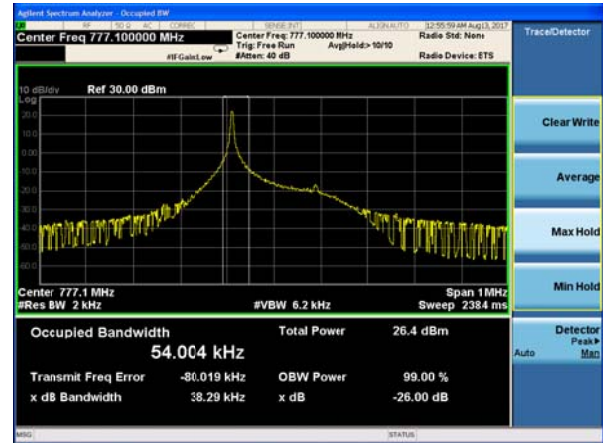 Agilent Spectrum Analyzer - Occupied BW
RF 50 Ω AC CORREC SENSE:INT ALIGN AUTO 12:55:59 AM Aug 13, 2017
Center Freq 777.100000 MHz
Center Freq: 777.100000 MHz
Radio Std: None
Trig: Free Run Avg|Hold:> 10/10
#IFGain:Low #Atten: 40 dB Radio Device: ETS
Trace/Detector
10 dB/div Ref 30.00 dBm
Log
20.0
10.0
0.00
10.0
20.0
30.0
40.0
50.0
60.0
Center 777.1 MHz Span 1 MHz
#Res BW 2 kHz #VBW 6.2 kHz Sweep 2384 ms
Occupied Bandwidth Total Power 26.4 dBm
54.004 kHz
Transmit Freq Error -80.019 kHz OBW Power 99.00 %
x dB Bandwidth 38.29 kHz x dB -26.00 dB
Clear Write
Average
Max Hold
Min Hold
Detector
Peak▶
Auto Man
MSG STATUS